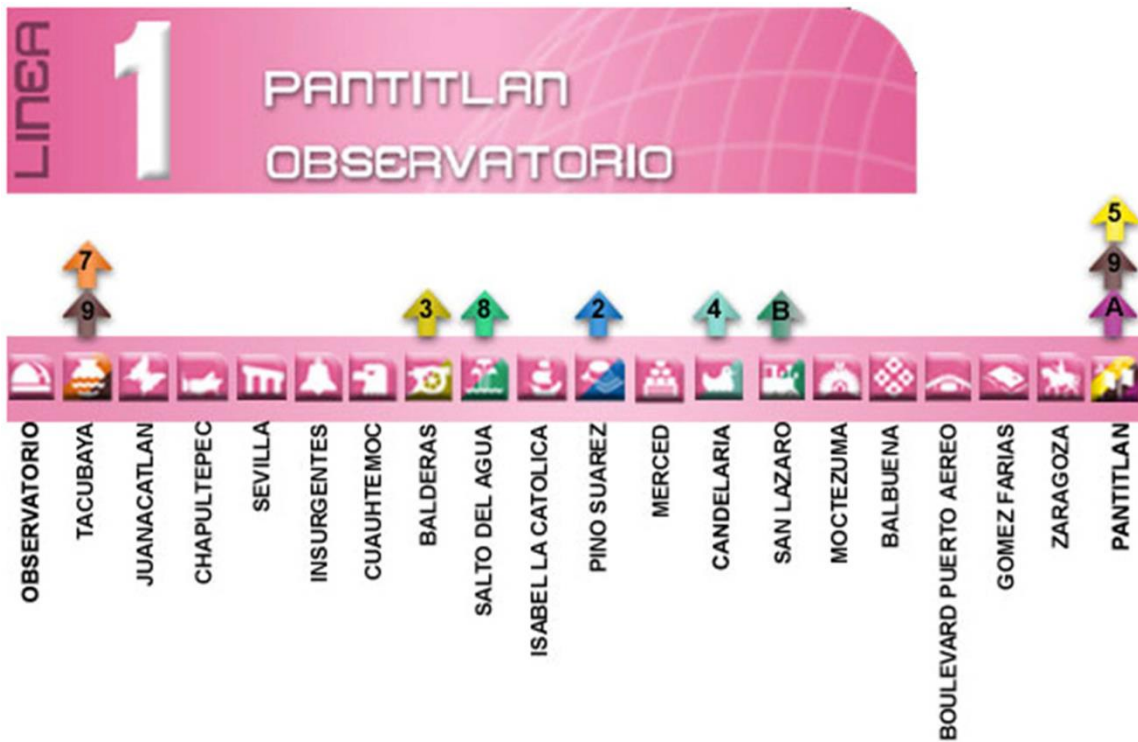 LINEA
1
PANTITLAN
OBSERVATORIO
7
9
3
8
2
4
B
5
9
A
OBSERVATORIO
TACUBAYA
JUANACATLAN
CHAPULTEPEC
SEVILLA
INSURGENTES
CUAUHTEMOC
BALDERAS
SALTO DEL AGUA
ISABEL LA CATOLICA
PINO SUAREZ
MERCED
CANDELARIA
SAN LAZARO
MOCTEZUMA
BALBUENA
BOULEVARD PUERTO AEREO
GOMEZ FARIAS
ZARAGOZA
PANTITLAN